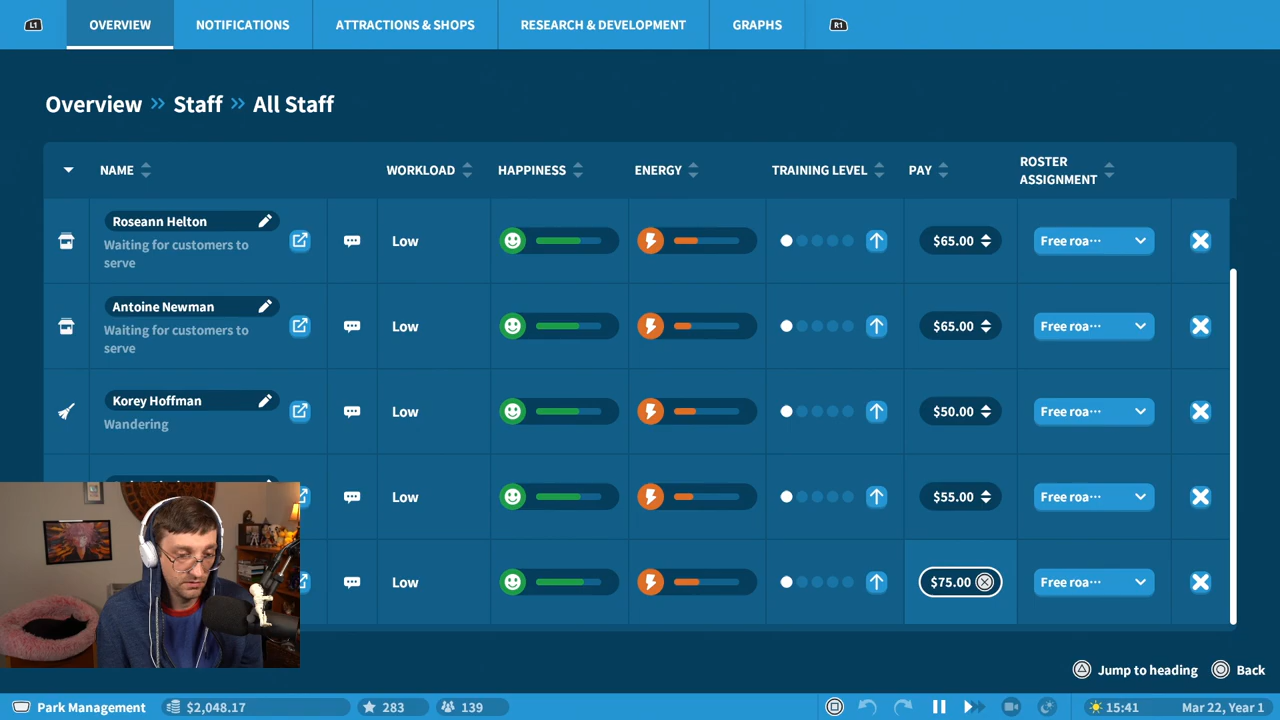 L1
OVERVIEW
NOTIFICATIONS
ATTRACTIONS & SHOPS
RESEARCH & DEVELOPMENT
GRAPHS
R1
Overview » Staff » All Staff
NAME
WORKLOAD
HAPPINESS
ENERGY
TRAINING LEVEL
PAY
ROSTER
ASSIGNMENT
Roseann Helton
Waiting for customers to
serve
Low
$65.00
Free roa···
Antoine Newman
Waiting for customers to
serve
Low
$65.00
Free roa···
Korey Hoffman
Wandering
Low
$50.00
Free roa···
Low
$55.00
Free roa···
Low
$75.00
Free roa···
Jump to heading
Back
Park Management
$2,048.17
283
139
15:41
Mar 22, Year 1